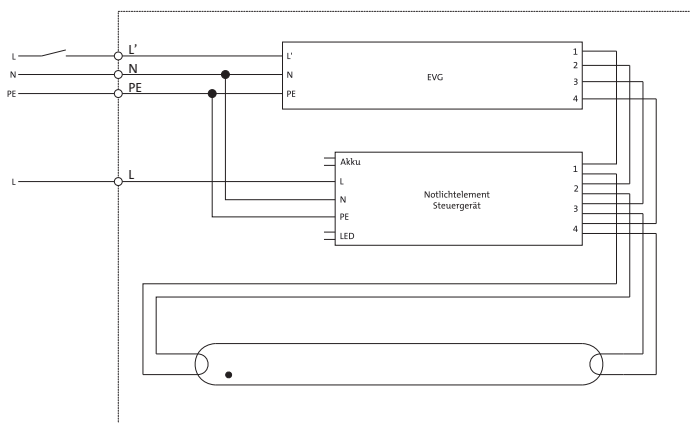 L L' L' 1
N N N 2
PE PE PE EVG 3
4
Akku 1
L L L 2
N Notlichtelement
Steuergerät 3
PE 4
LED